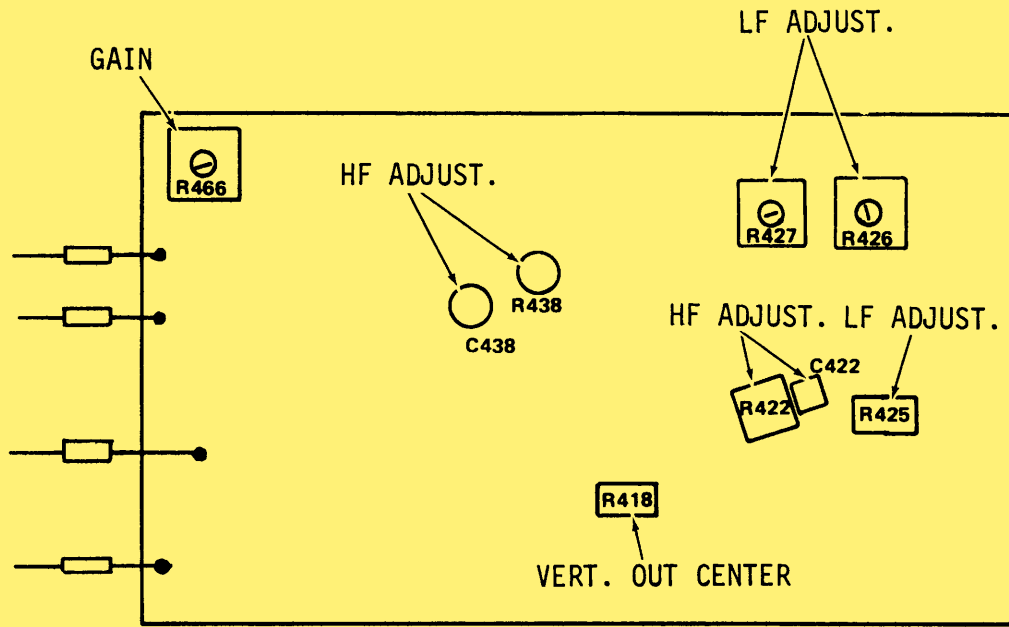 LF ADJUST.
GAIN
R466
HF ADJUST.
R427
R426
R438
C438
HF ADJUST.
LF ADJUST.
C422
R422
R425
R418
VERT. OUT CENTER